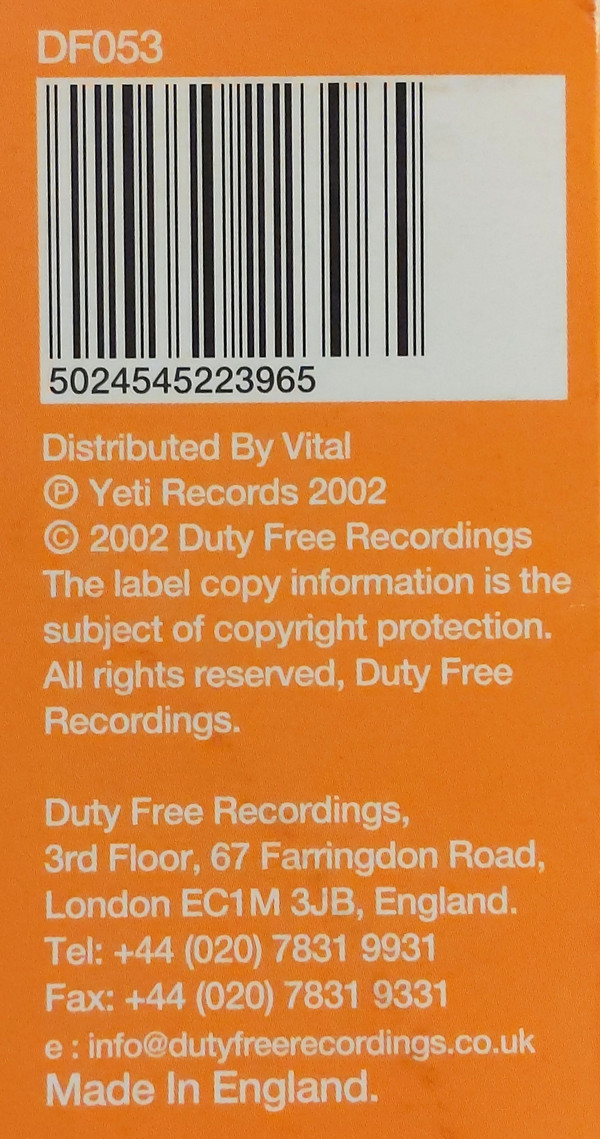 DF053
5024545223965
Distributed By Vital
℗ Yeti Records 2002
© 2002 Duty Free Recordings
The label copy information is the
subject of copyright protection.
All rights reserved, Duty Free
Recordings.
Duty Free Recordings,
3rd Floor, 67 Farringdon Road,
London EC1M 3JB, England.
Tel: +44 (020) 7831 9931
Fax: +44 (020) 7831 9331
e : info@dutyfreerecordings.co.uk
Made In England.